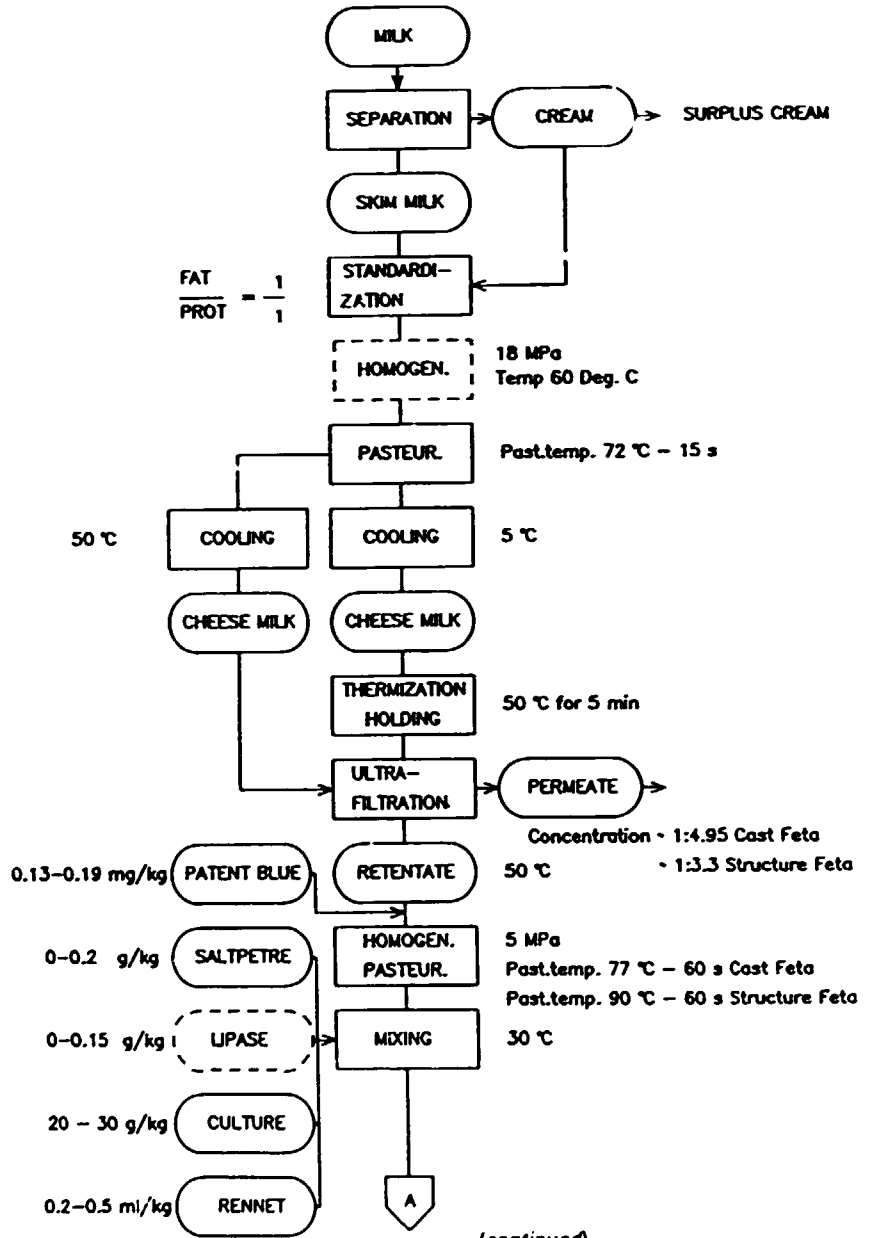 MILK
SEPARATION
CREAM
SURPLUS CREAM
SKIM MILK
FAT
PROT
=
1
1
STANDARDI-
ZATION
HOMOGEN.
18 MPa
Temp 60 Deg. C
PASTEUR.
Past.temp. 72 °C - 15 s
50 °C
COOLING
COOLING
5 °C
CHEESE MILK
CHEESE MILK
THERMIZATION
HOLDING
50 °C for 5 min
ULTRA-
FILTRATION
PERMEATE
Concentration ~ 1:4.95 Cast Feta
~ 1:3.3 Structure Feta
0.13-0.19 mg/kg
PATENT BLUE
RETENTATE
50 °C
HOMOGEN.
PASTEUR.
5 MPa
Past.temp. 77 °C - 60 s Cast Feta
Past.temp. 90 °C - 60 s Structure Feta
0-0.2 g/kg
SALTPETRE
0-0.15 g/kg
LIPASE
MIXING
30 °C
20 - 30 g/kg
CULTURE
0.2-0.5 ml/kg
RENNET
A
(continued)